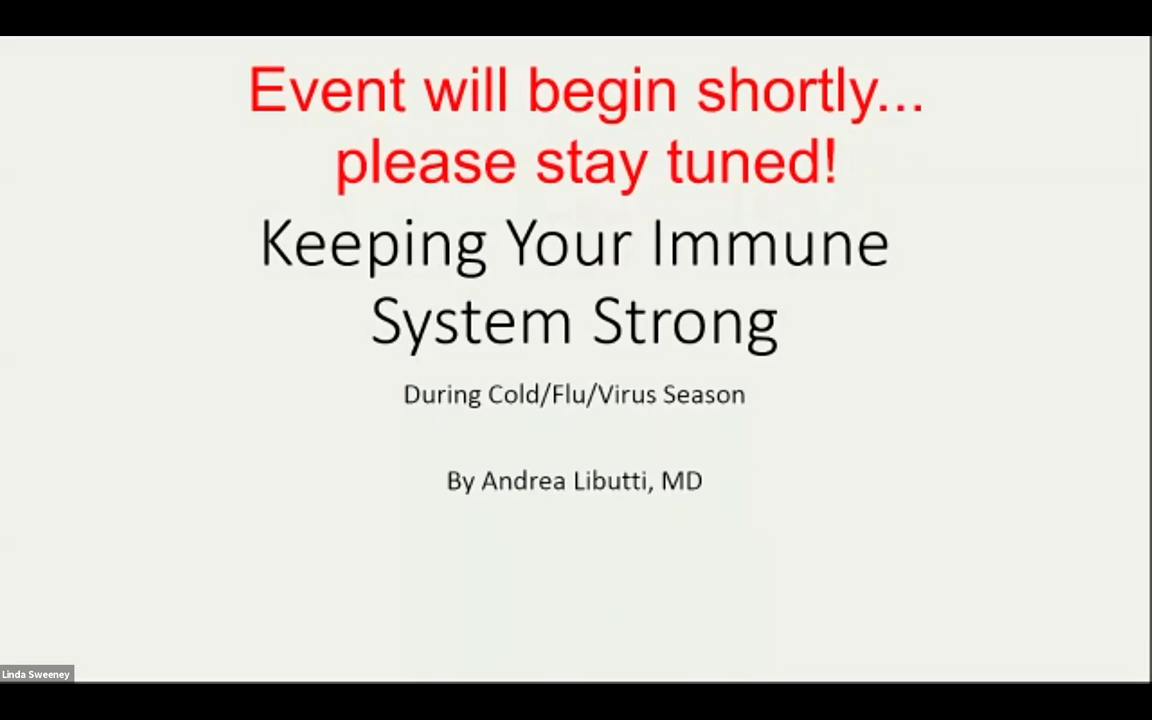 Event will begin shortly...
please stay tuned!
Keeping Your Immune
System Strong
During Cold/Flu/Virus Season
By Andrea Libutti, MD
Linda Sweeney